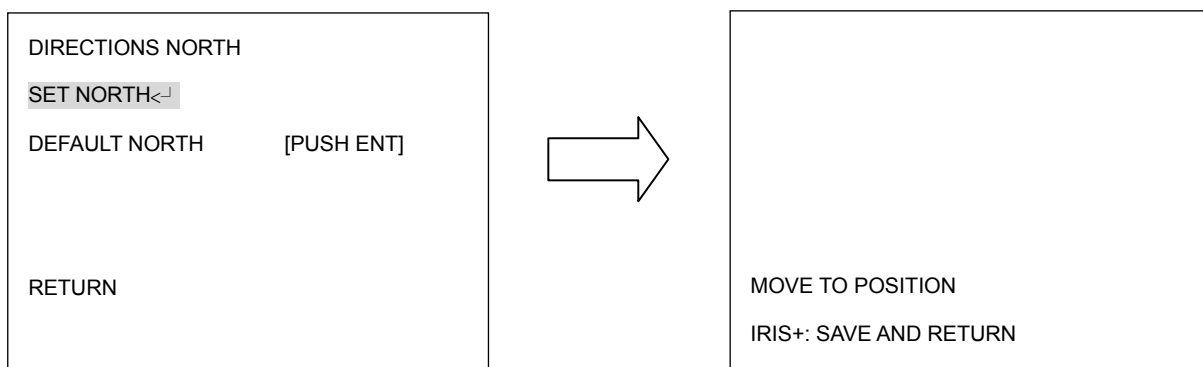 DIRECTIONS NORTH
SET NORTH<┘
DEFAULT NORTH [PUSH ENT]
RETURN
MOVE TO POSITION
IRIS+: SAVE AND RETURN